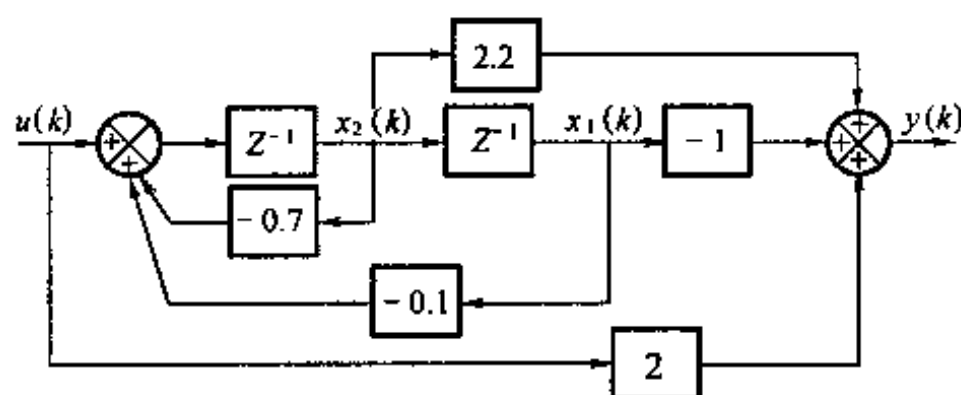 2.2
u(k)
+
+
Z⁻¹
x₂(k)
Z⁻¹
x₁(k)
-1
+
+
+
y(k)
-0.7
-0.1
2